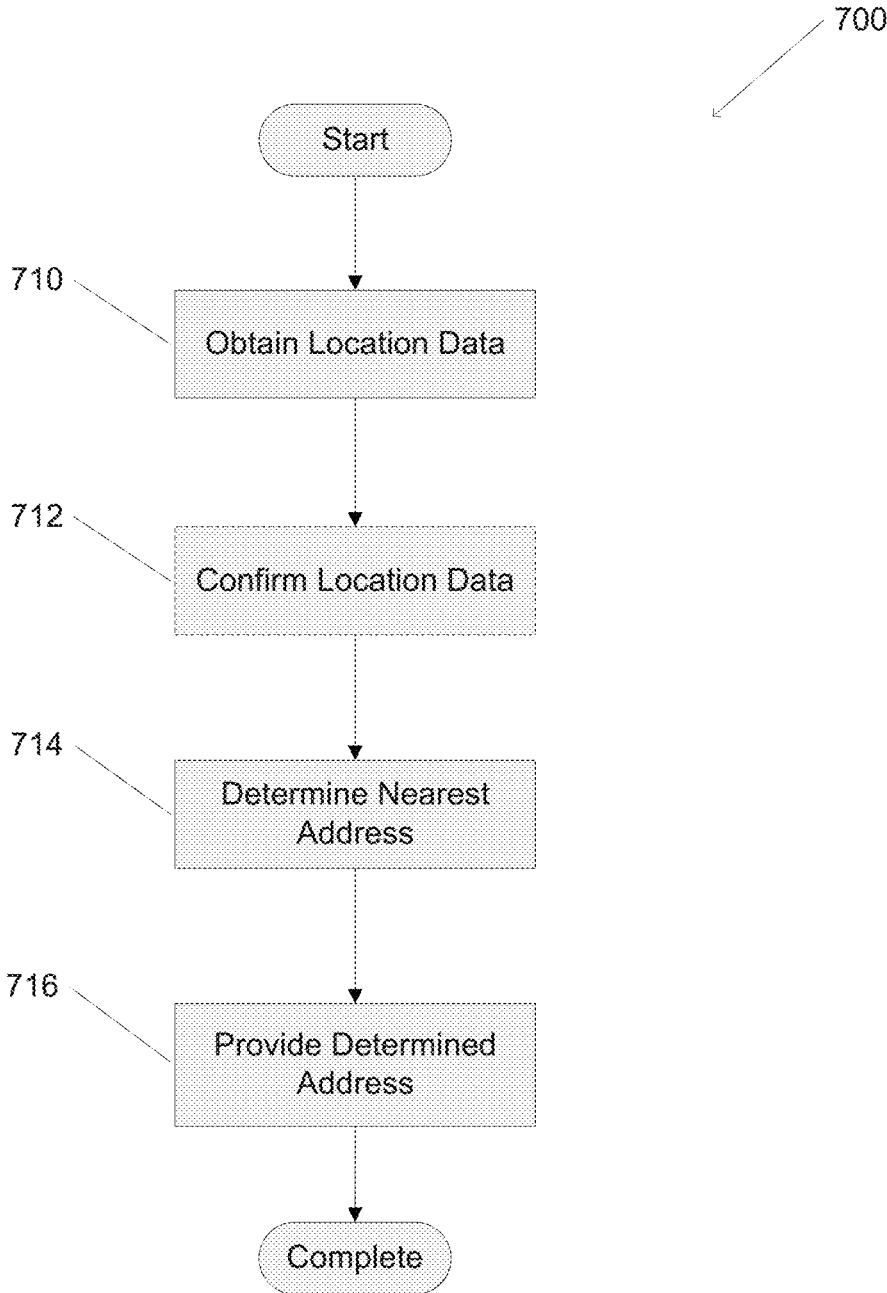 700
Start
710
Obtain Location Data
712
Confirm Location Data
714
Determine Nearest
Address
716
Provide Determined
Address
Complete